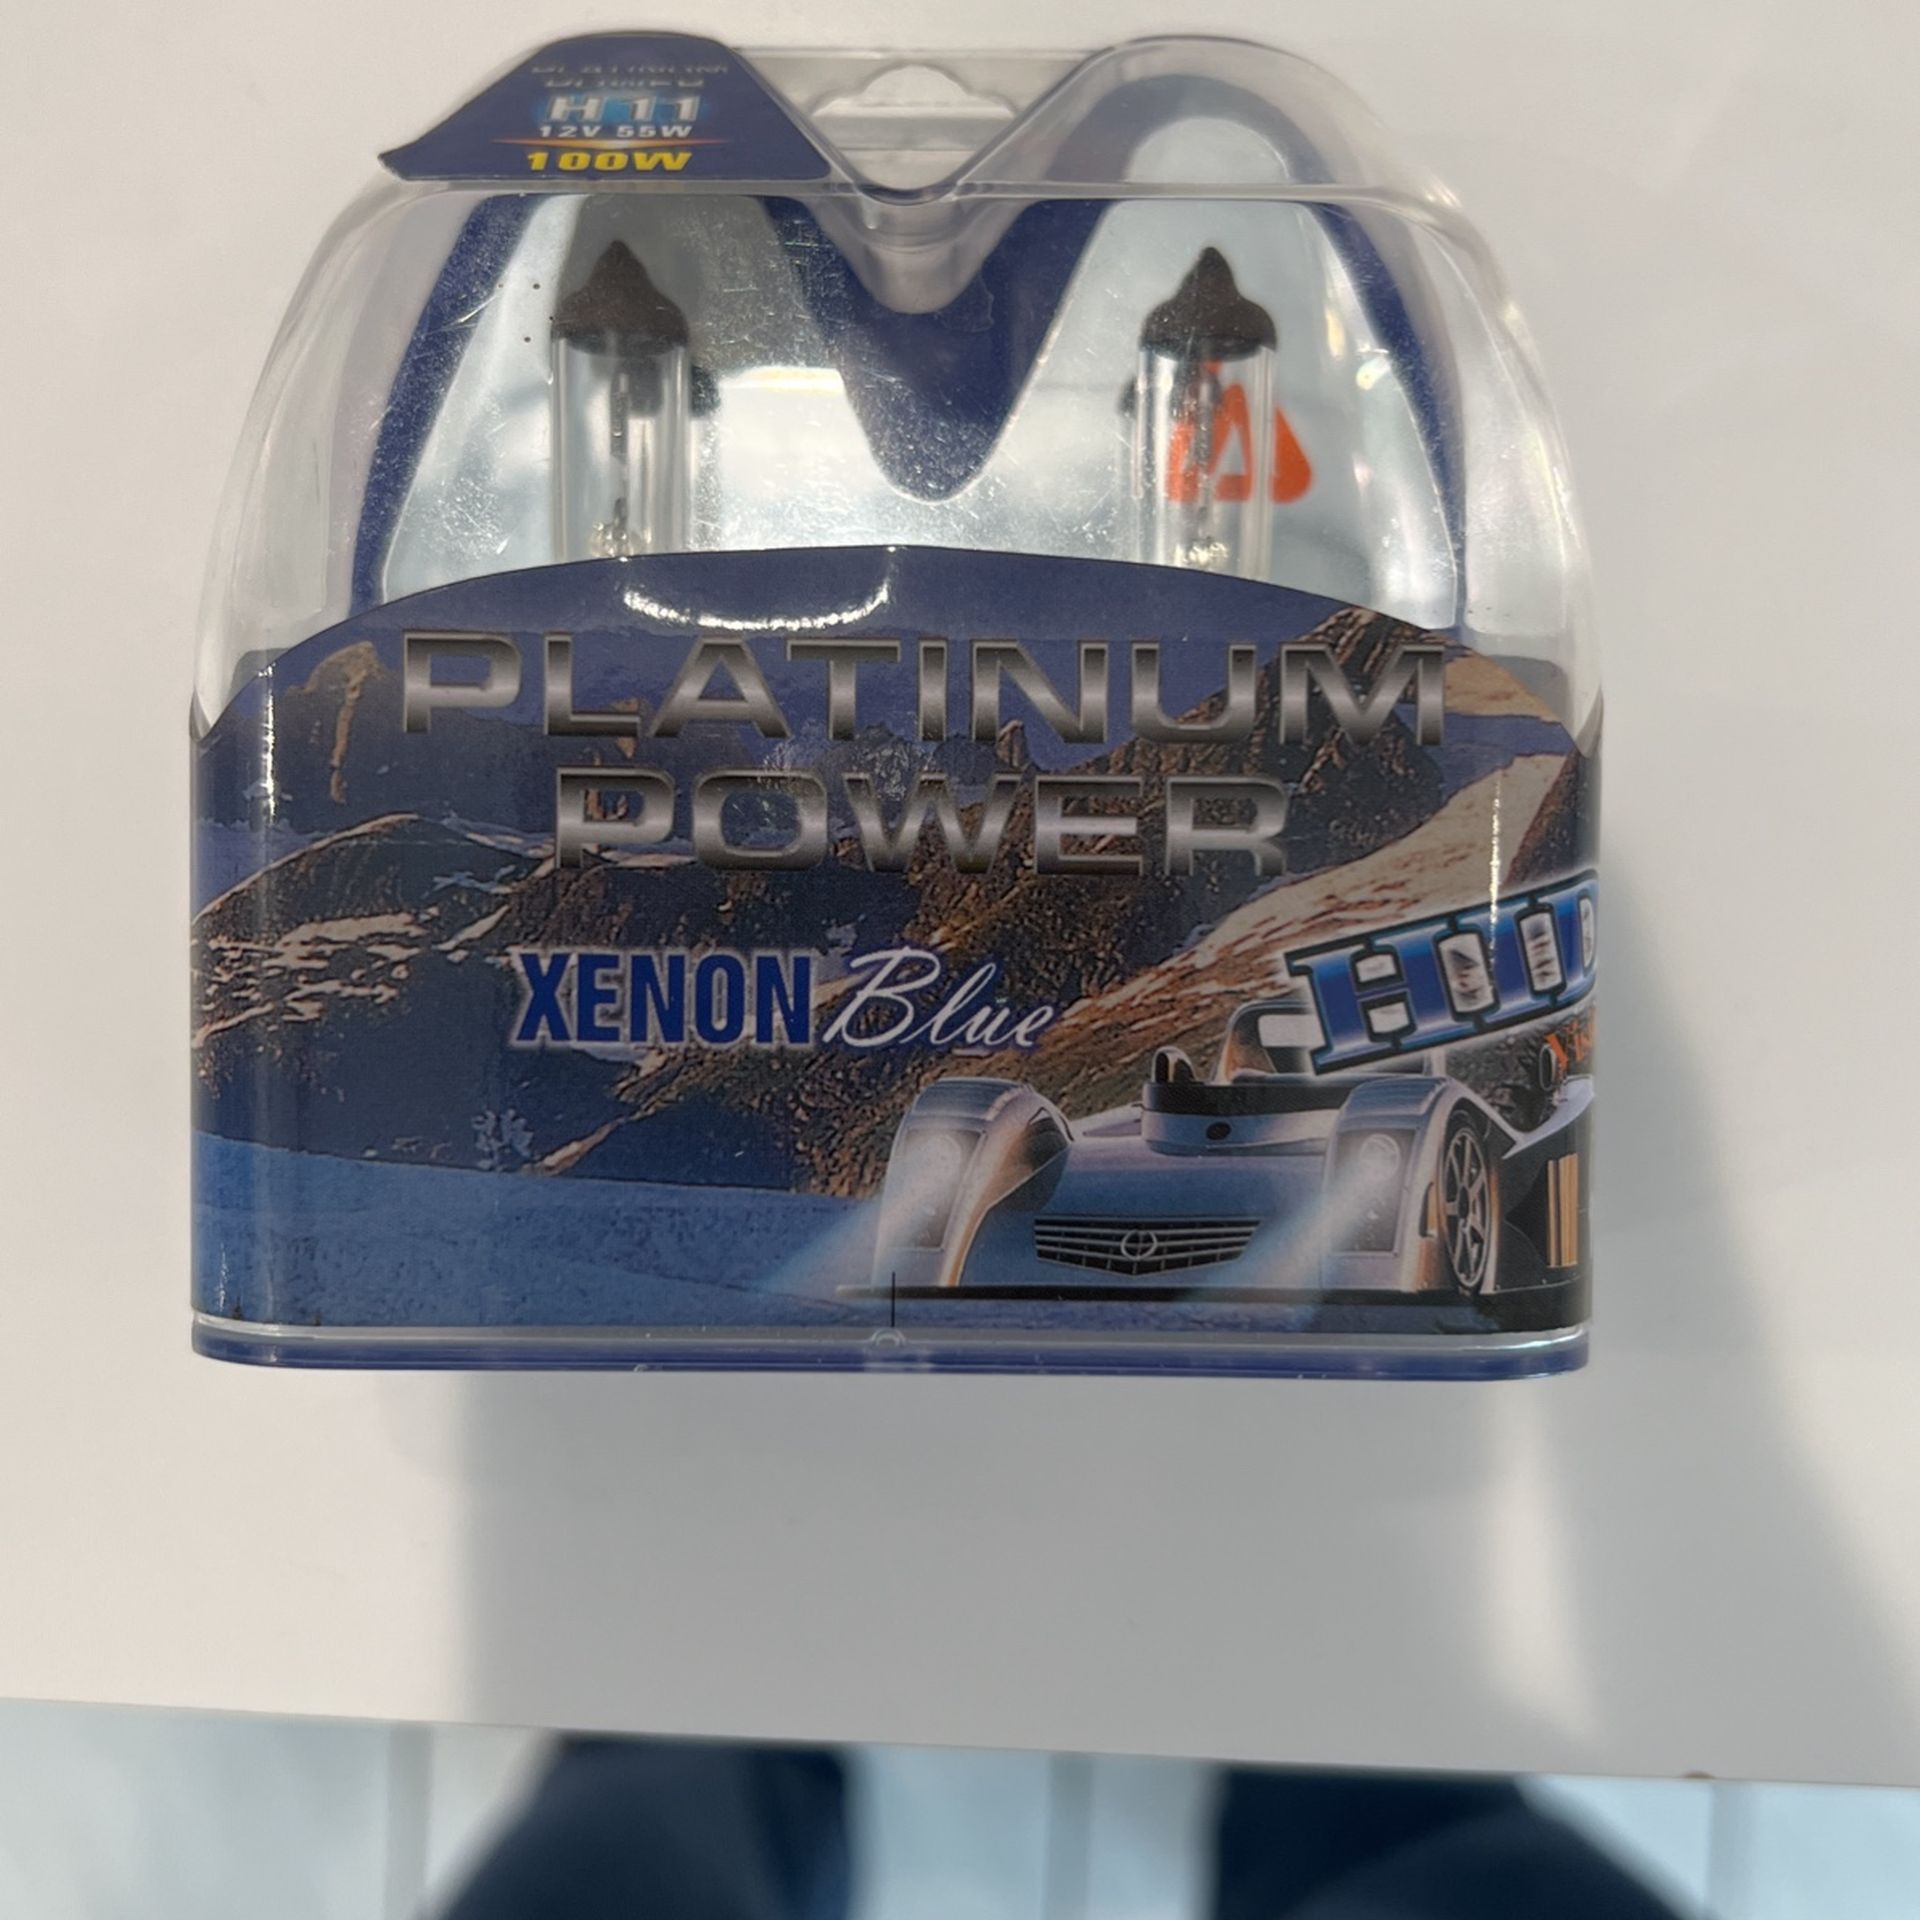 H11
12V 55W
100W
PLATINUM
POWER
XENON Blue
HID